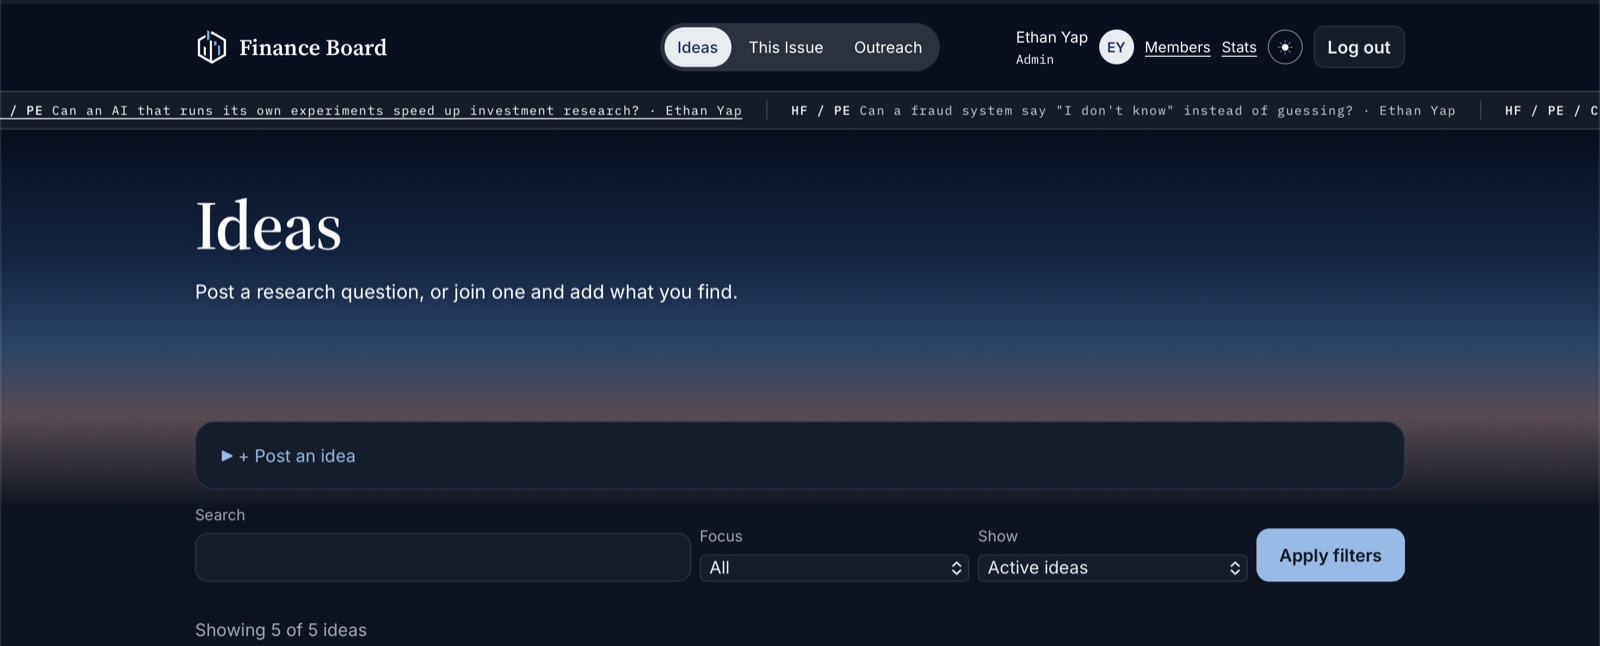 Finance Board
Ideas
This Issue
Outreach
Ethan Yap
Admin
EY
Members
Stats
Log out
/ PE Can an AI that runs its own experiments speed up investment research? · Ethan Yap
HF / PE Can a fraud system say "I don't know" instead of guessing? · Ethan Yap
HF / PE / C
Ideas
Post a research question, or join one and add what you find.
+ Post an idea
Search
Focus
Show
All
Active ideas
Apply filters
Showing 5 of 5 ideas